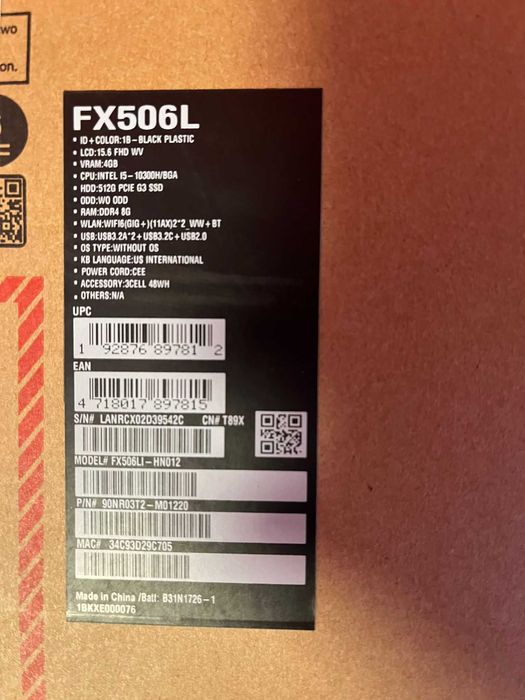 wo
on.
FX506L
• ID+COLOR:1B-BLACK PLASTIC
• LCD:15.6 FHD WV
• VRAM:4GB
• CPU:INTEL I5-10300H/BGA
• HDD:512G PCIE G3 SSD
• ODD:WO ODD
• RAM:DDR4 8G
• WLAN:WIFI6(GIG+)(11AX)2*2_WW+BT
• USB:USB3.2A*2+USB3.2C+USB2.0
• OS TYPE:WITHOUT OS
• KB LANGUAGE:US INTERNATIONAL
• POWER CORD:CEE
• ACCESSORY:3CELL 48WH
• OTHERS:N/A
UPC
1 92876 89781 2
EAN
4 718017 897815
S/N# LANRCX02D39542C CN# T89X
MODEL# FX506LI-HN012
P/N# 90NR03T2-M01220
MAC# 34C93D29C705
Made in China /Batt: B31N1726-1
1BKXE000076